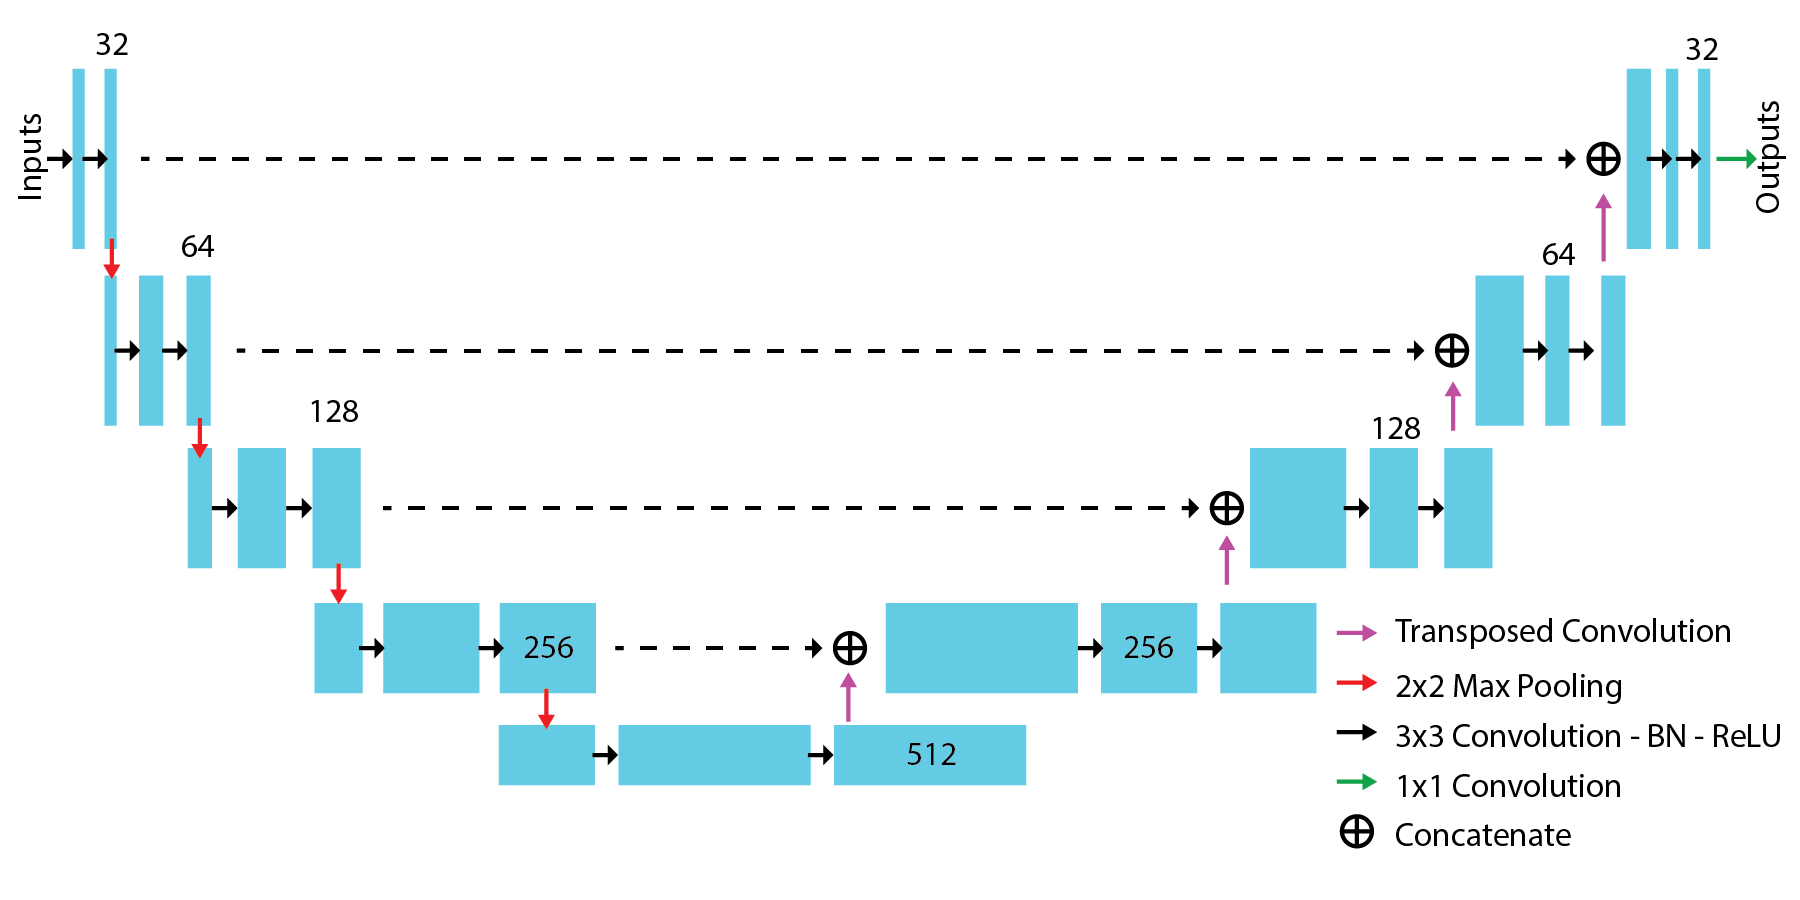 32
32
Inputs
Outputs
64
64
128
128
256
256
512
Transposed Convolution
2x2 Max Pooling
3x3 Convolution - BN - ReLU
1x1 Convolution
Concatenate